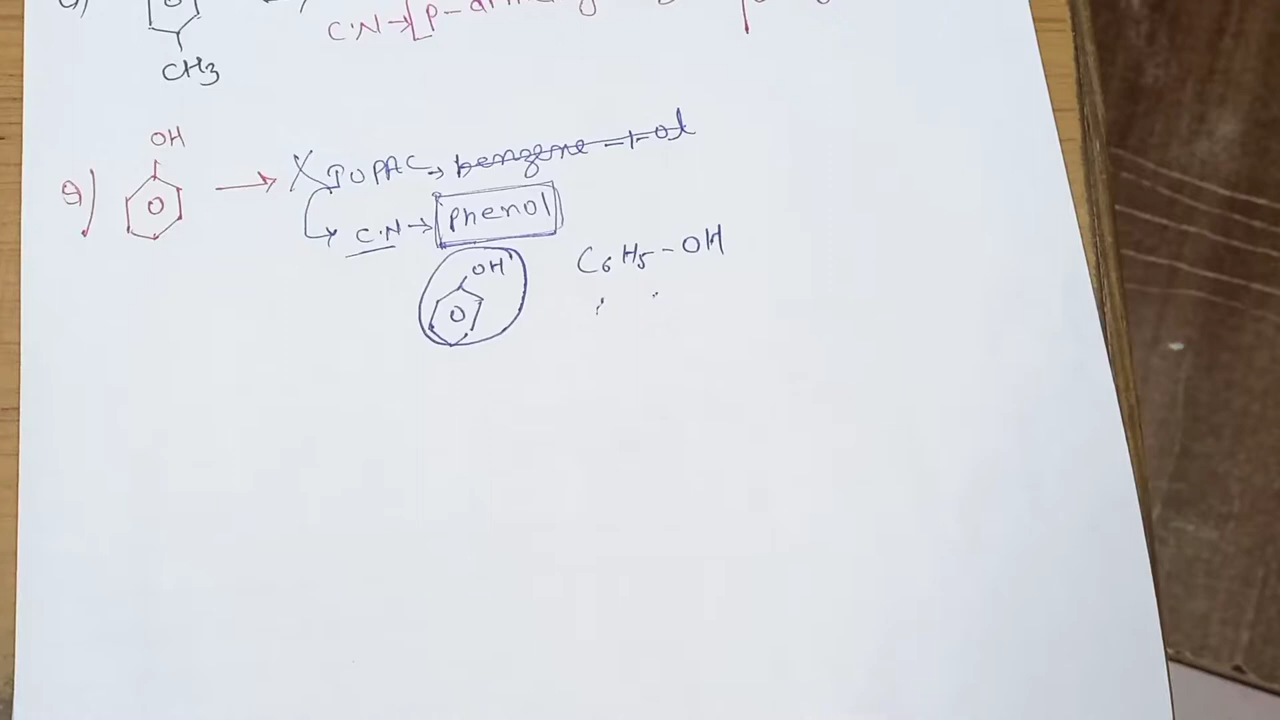 C.N → [p-
CH3
OH
9) → X IUPAC → benzene-1-ol
C.N → phenol
OH
C6H5-OH